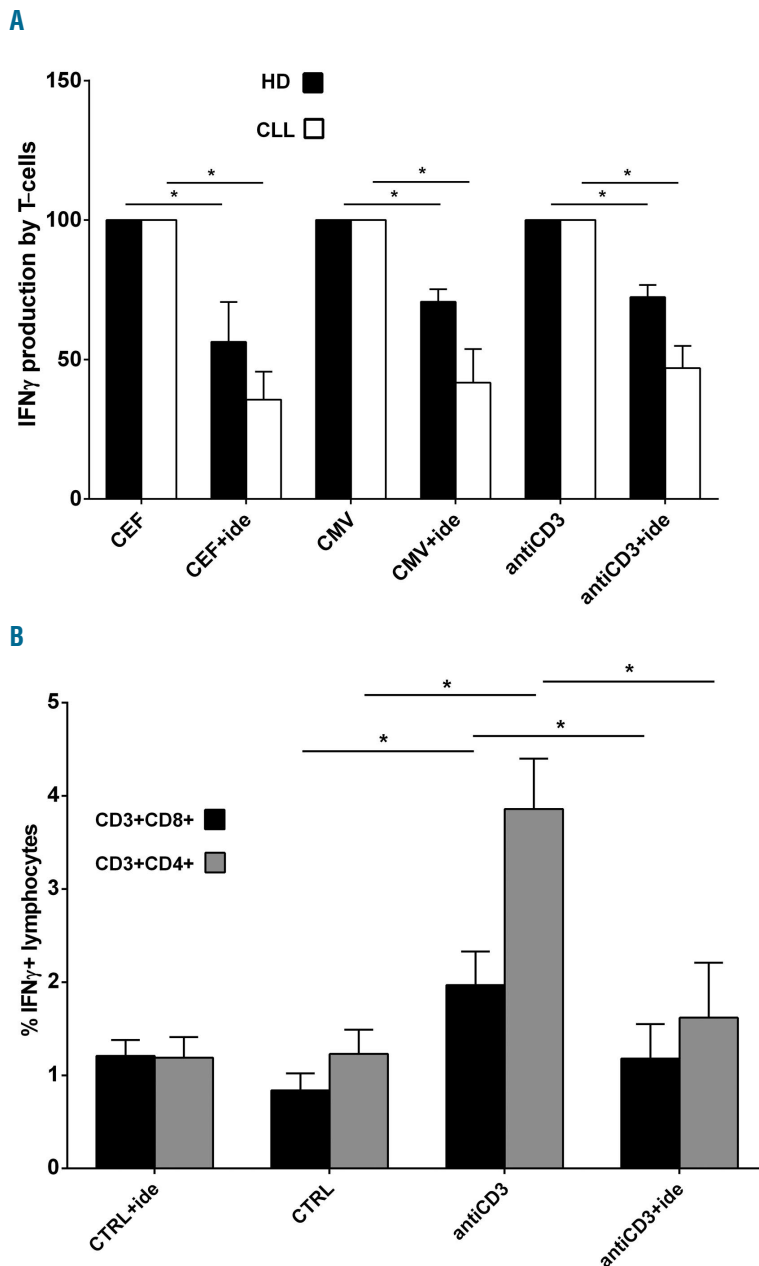 A
150
100
50
0
IFNγ production by T-cells
HD
CLL
* * * * * *
CEF
CEF+ide
CMV
CMV+ide
antiCD3
antiCD3+ide
B
5
4
3
2
1
0
% IFNγ+ lymphocytes
CD3+CD8+
CD3+CD4+
* * * *
CTRL+ide
CTRL
antiCD3
antiCD3+ide